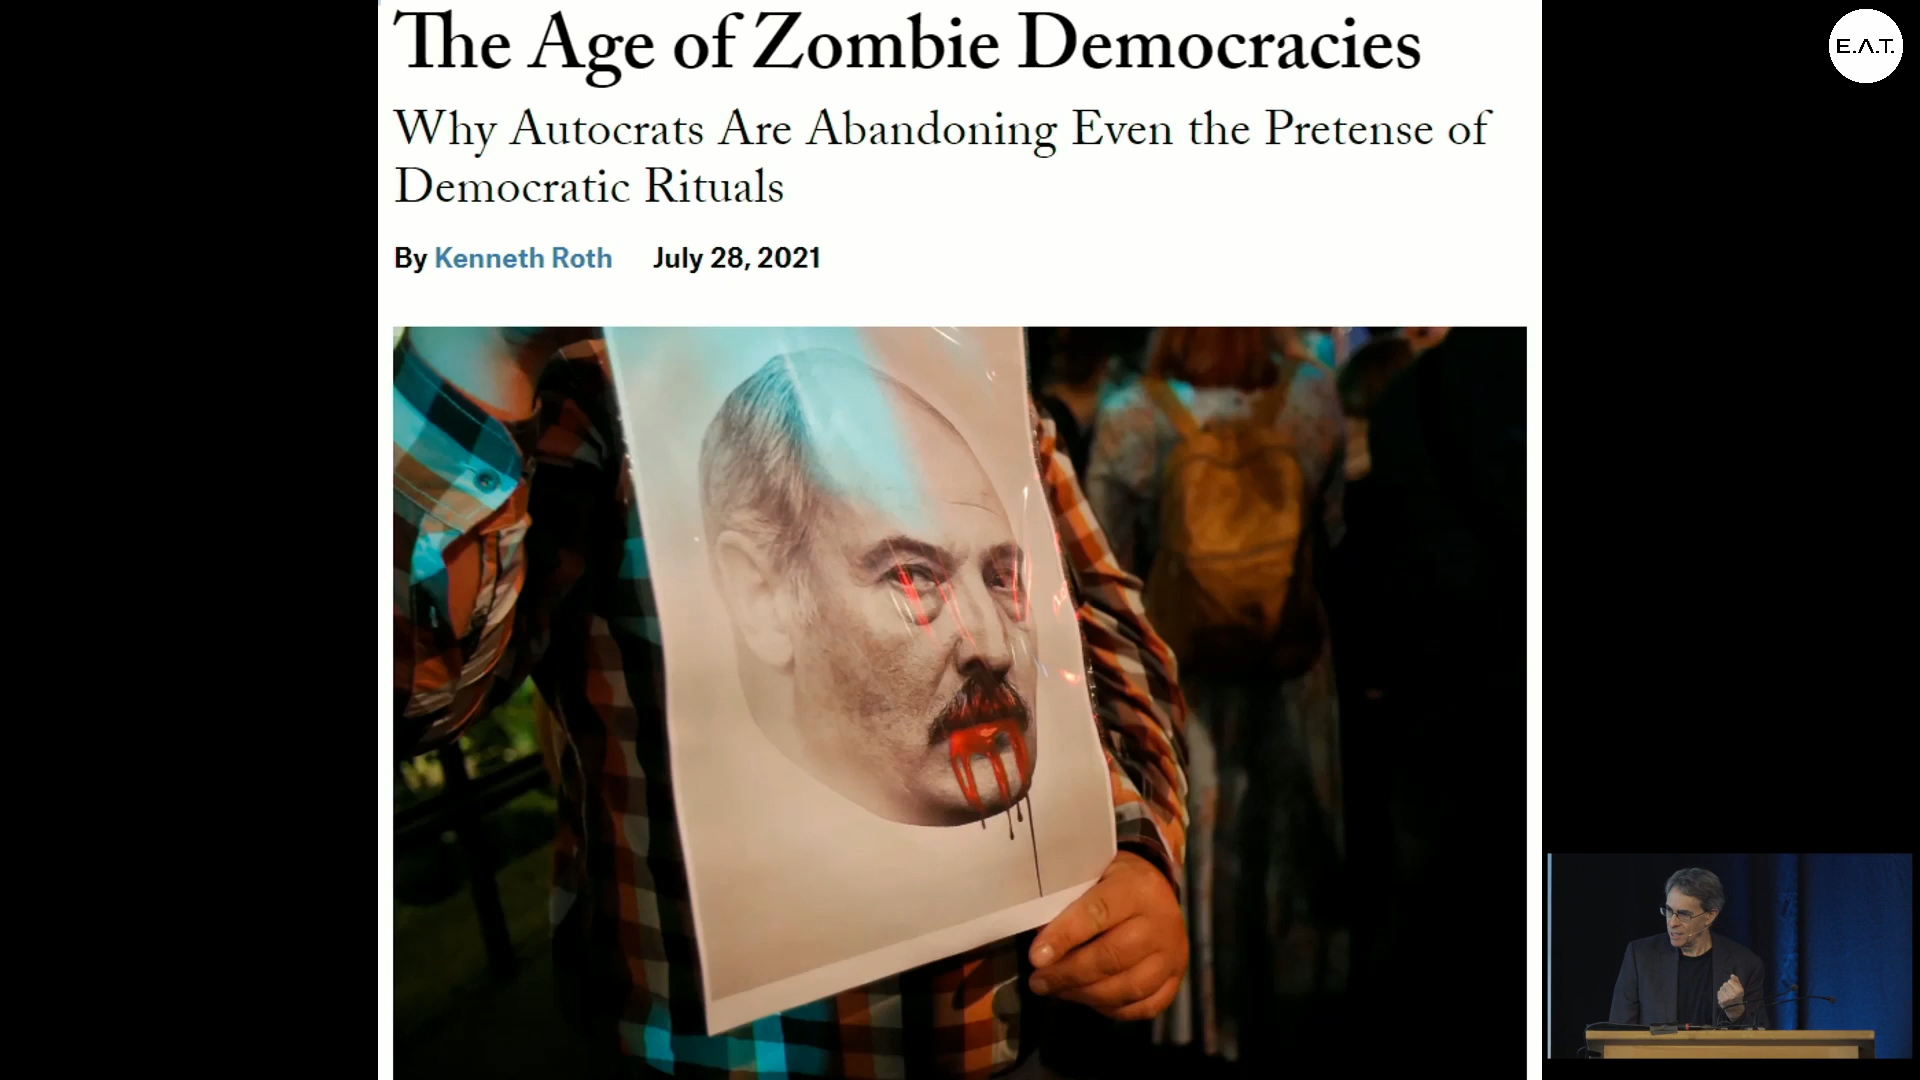 The Age of Zombie Democracies
Why Autocrats Are Abandoning Even the Pretense of
Democratic Rituals
By Kenneth Roth July 28, 2021
E.Λ.T.